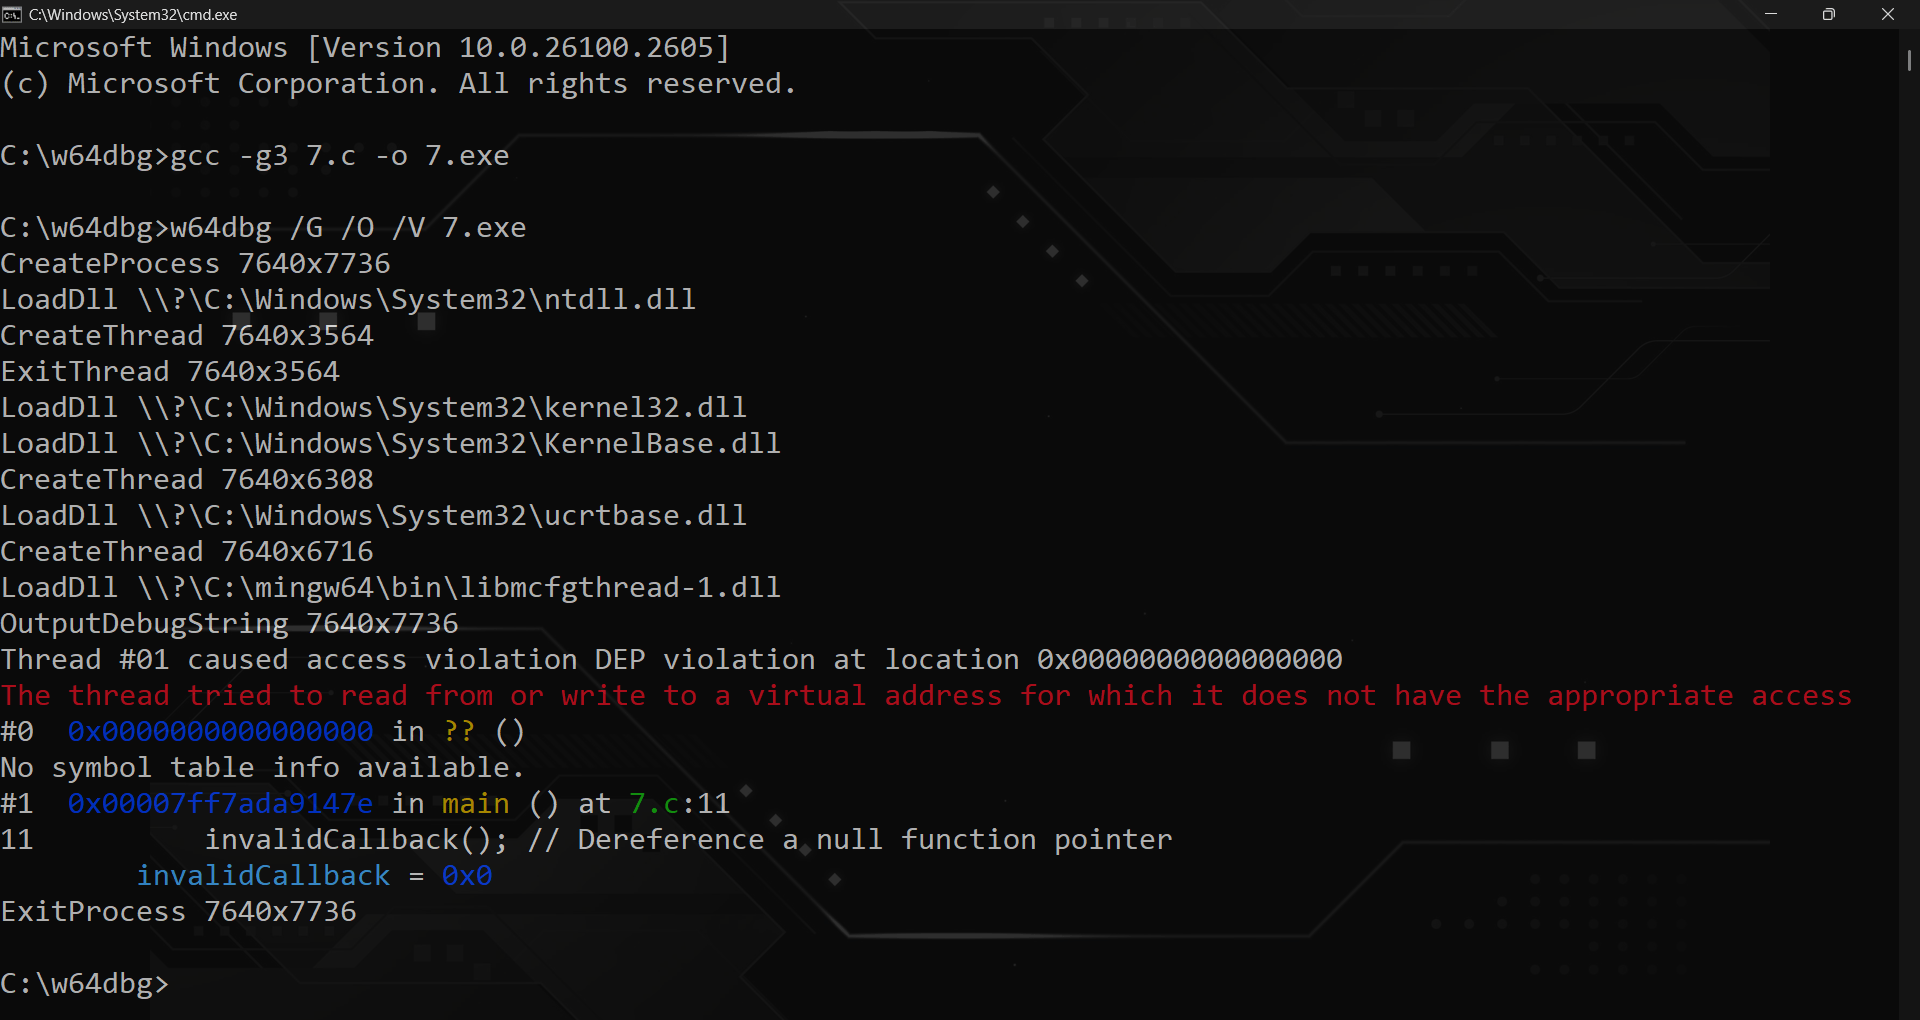 C:\Windows\System32\cmd.exe
Microsoft Windows [Version 10.0.26100.2605]
(c) Microsoft Corporation. All rights reserved.
C:\w64dbg>gcc -g3 7.c -o 7.exe
C:\w64dbg>w64dbg /G /O /V 7.exe
CreateProcess 7640x7736
LoadDll \\?\C:\Windows\System32\ntdll.dll
CreateThread 7640x3564
ExitThread 7640x3564
LoadDll \\?\C:\Windows\System32\kernel32.dll
LoadDll \\?\C:\Windows\System32\KernelBase.dll
CreateThread 7640x6308
LoadDll \\?\C:\Windows\System32\ucrtbase.dll
CreateThread 7640x6716
LoadDll \\?\C:\mingw64\bin\libmcfgthread-1.dll
OutputDebugString 7640x7736
Thread #01 caused access violation DEP violation at location 0x0000000000000000
The thread tried to read from or write to a virtual address for which it does not have the appropriate access
#0  0x0000000000000000 in ?? ()
No symbol table info available.
#1  0x00007ff7ada9147e in main () at 7.c:11
11          invalidCallback(); // Dereference a null function pointer
        invalidCallback = 0x0
ExitProcess 7640x7736
C:\w64dbg>